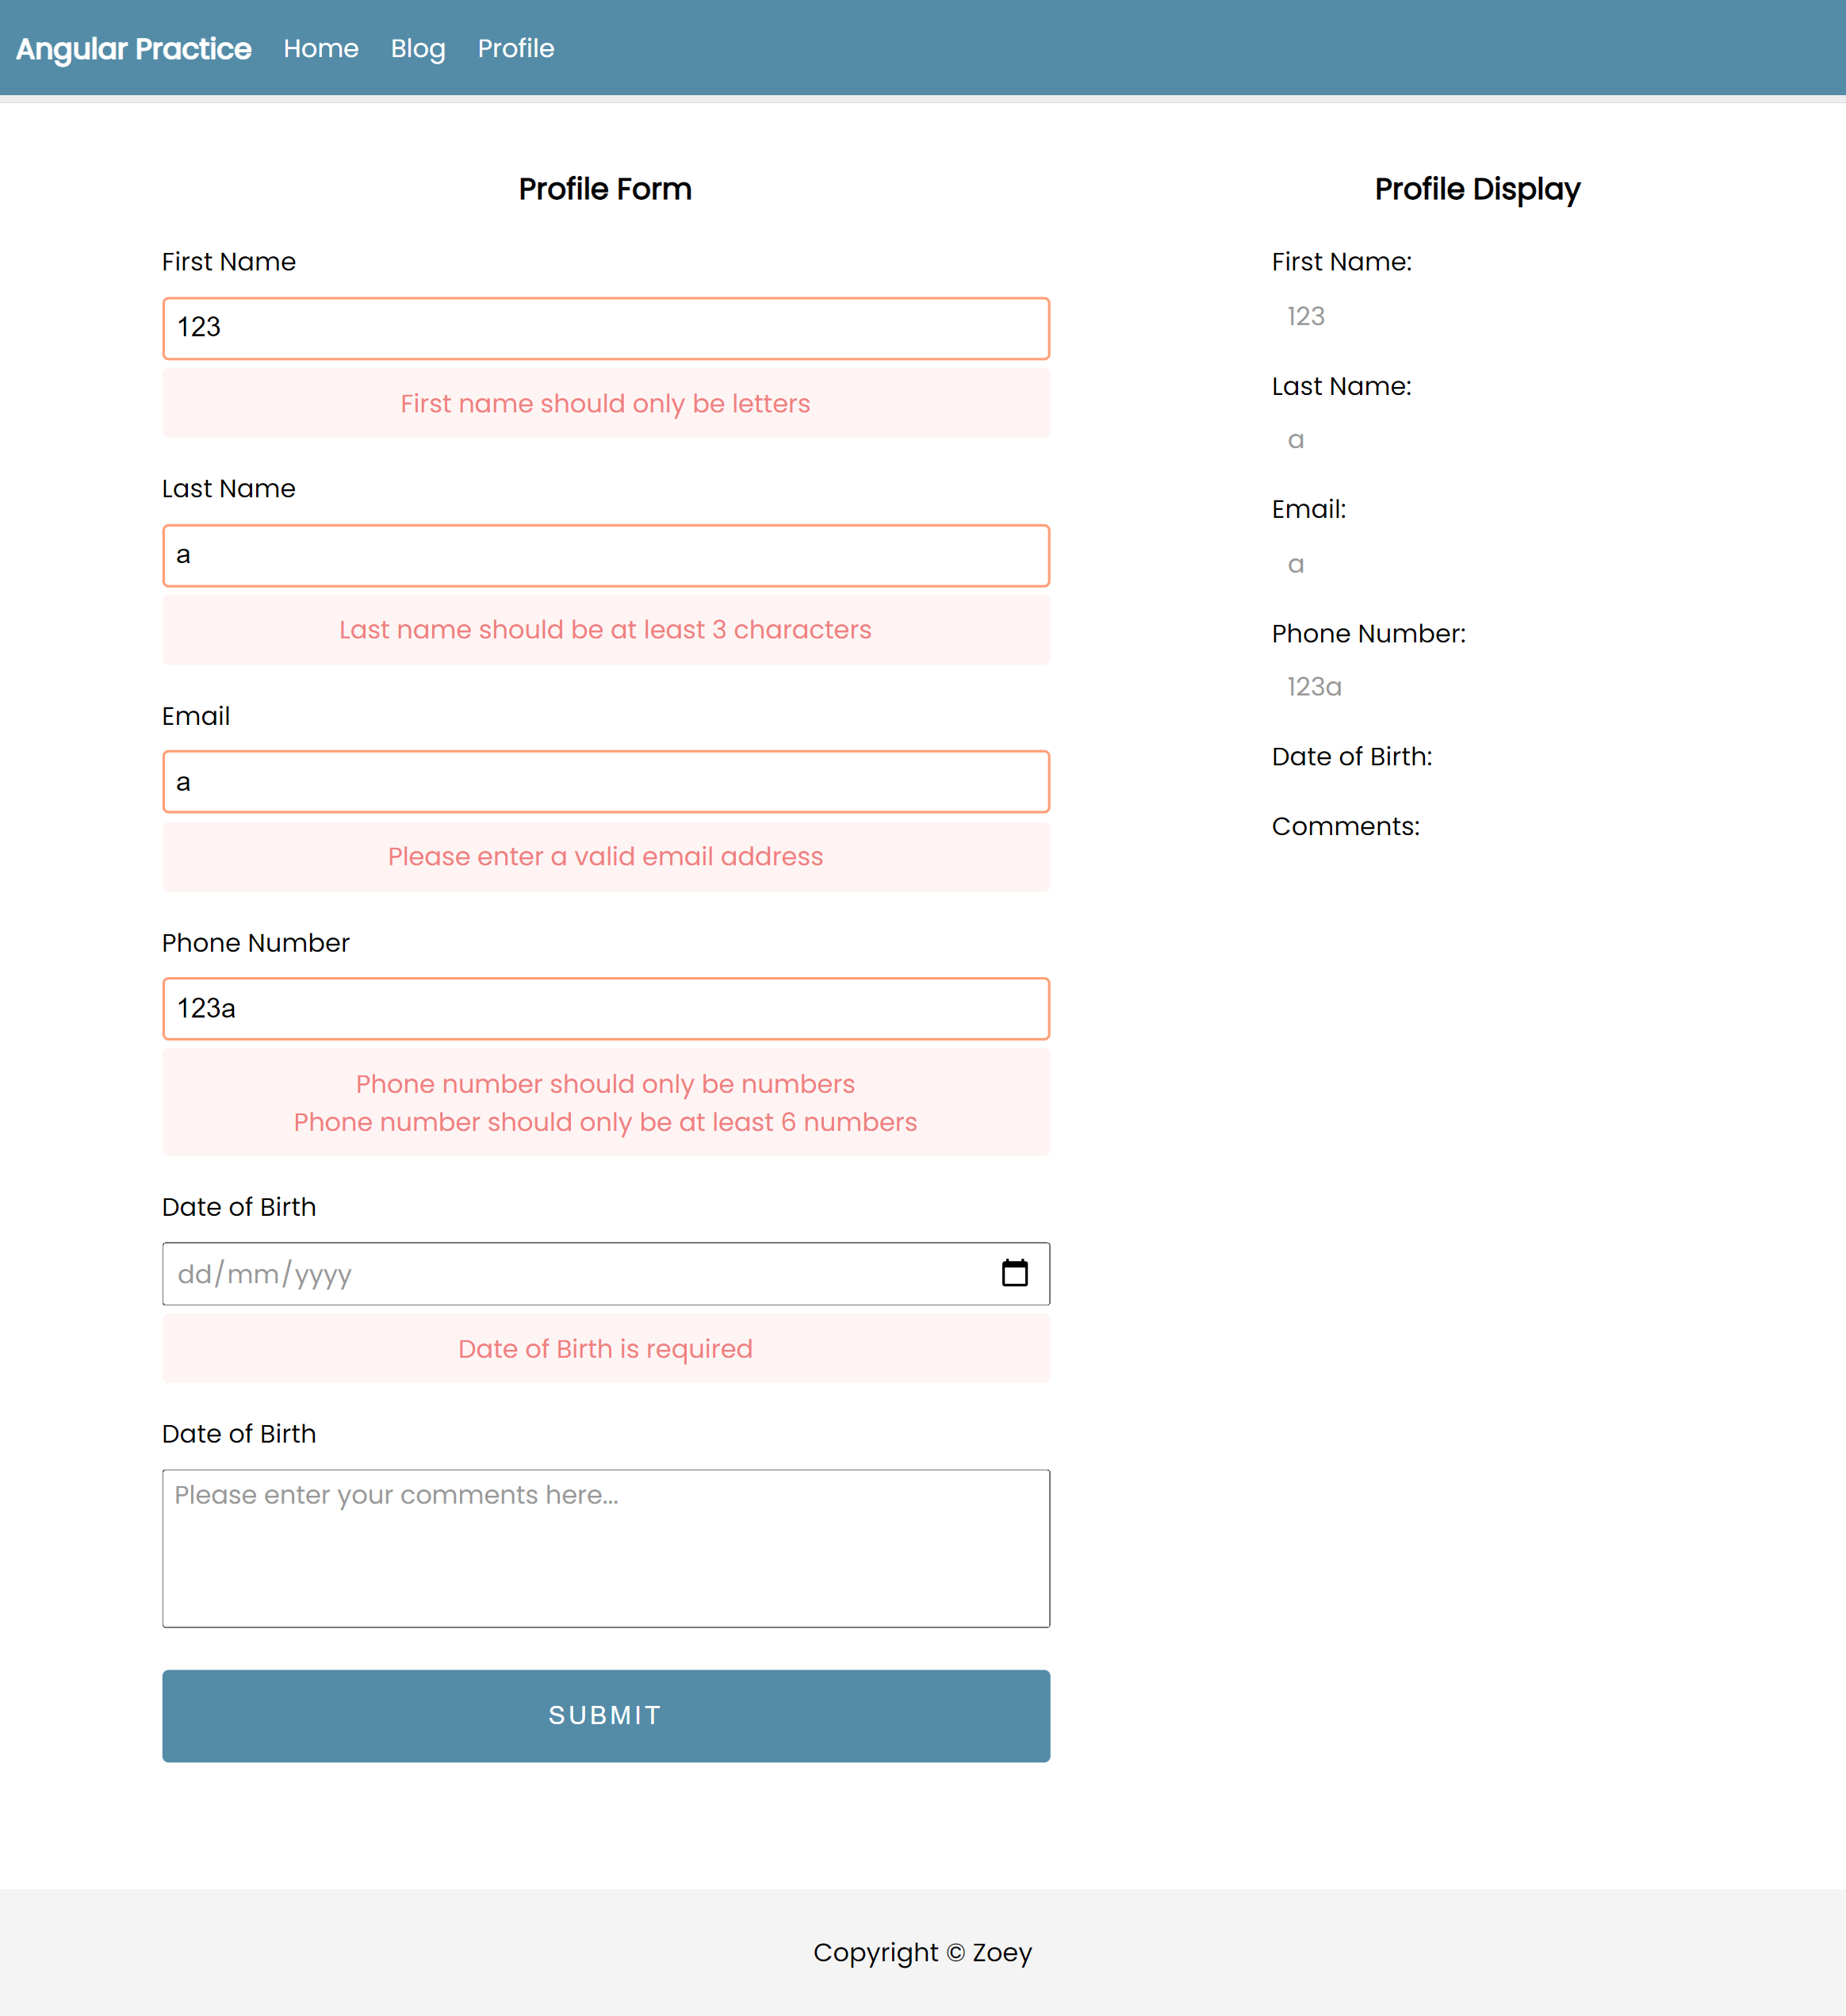 Angular Practice Home Blog Profile
Profile Form
First Name
123
First name should only be letters
Last Name
a
Last name should be at least 3 characters
Email
a
Please enter a valid email address
Phone Number
123a
Phone number should only be numbers
Phone number should only be at least 6 numbers
Date of Birth
dd/mm/yyyy
Date of Birth is required
Date of Birth
Please enter your comments here...
SUBMIT
Profile Display
First Name:
123
Last Name:
a
Email:
a
Phone Number:
123a
Date of Birth:
Comments:
Copyright © Zoey